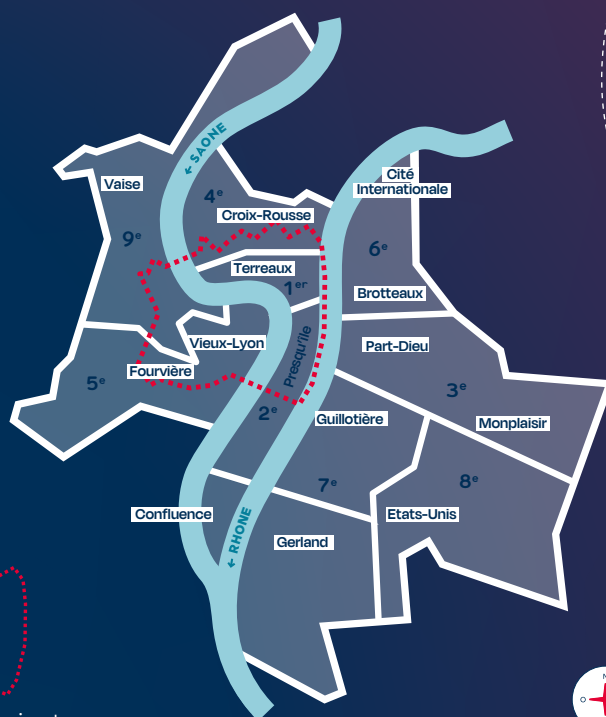 ← SAONE
Cité
Internationale
Vaise
4e
Croix-Rousse
9e
6e
Terreaux
1er
Brotteaux
Vieux-Lyon
Presqu'île
Part-Dieu
Fourvière
5e
3e
2e
Guillotière
Monplaisir
7e
8e
Confluence
Etats-Unis
← RHONE
Gerland
N
O